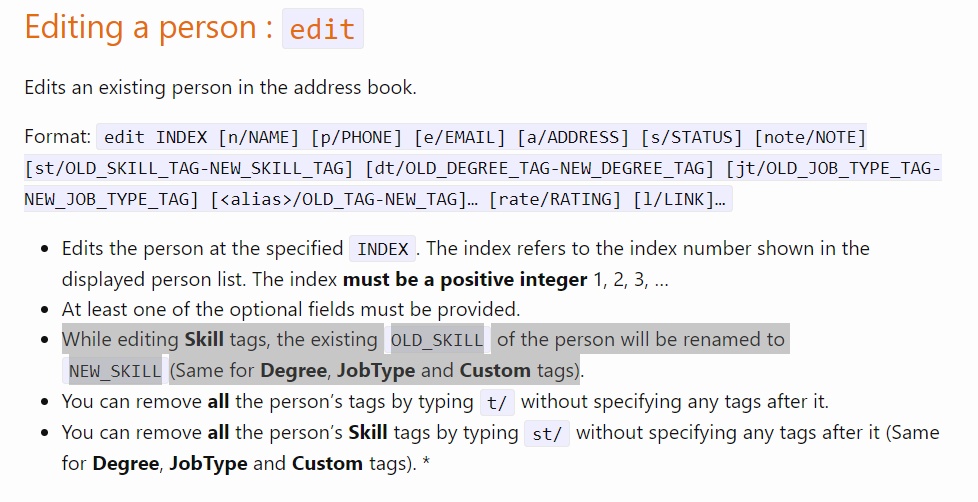 Editing a person : edit
Edits an existing person in the address book.
Format: edit INDEX [n/NAME] [p/PHONE] [e/EMAIL] [a/ADDRESS] [s/STATUS] [note/NOTE]
[st/OLD_SKILL_TAG-NEW_SKILL_TAG] [dt/OLD_DEGREE_TAG-NEW_DEGREE_TAG] [jt/OLD_JOB_TYPE_TAG-
NEW_JOB_TYPE_TAG] [<alias>/OLD_TAG-NEW_TAG]… [rate/RATING] [l/LINK]…
• Edits the person at the specified INDEX. The index refers to the index number shown in the
displayed person list. The index must be a positive integer 1, 2, 3, …
• At least one of the optional fields must be provided.
• While editing Skill tags, the existing OLD_SKILL of the person will be renamed to
NEW_SKILL (Same for Degree, JobType and Custom tags).
• You can remove all the person’s tags by typing t/ without specifying any tags after it.
• You can remove all the person’s Skill tags by typing st/ without specifying any tags after it (Same
for Degree, JobType and Custom tags). *